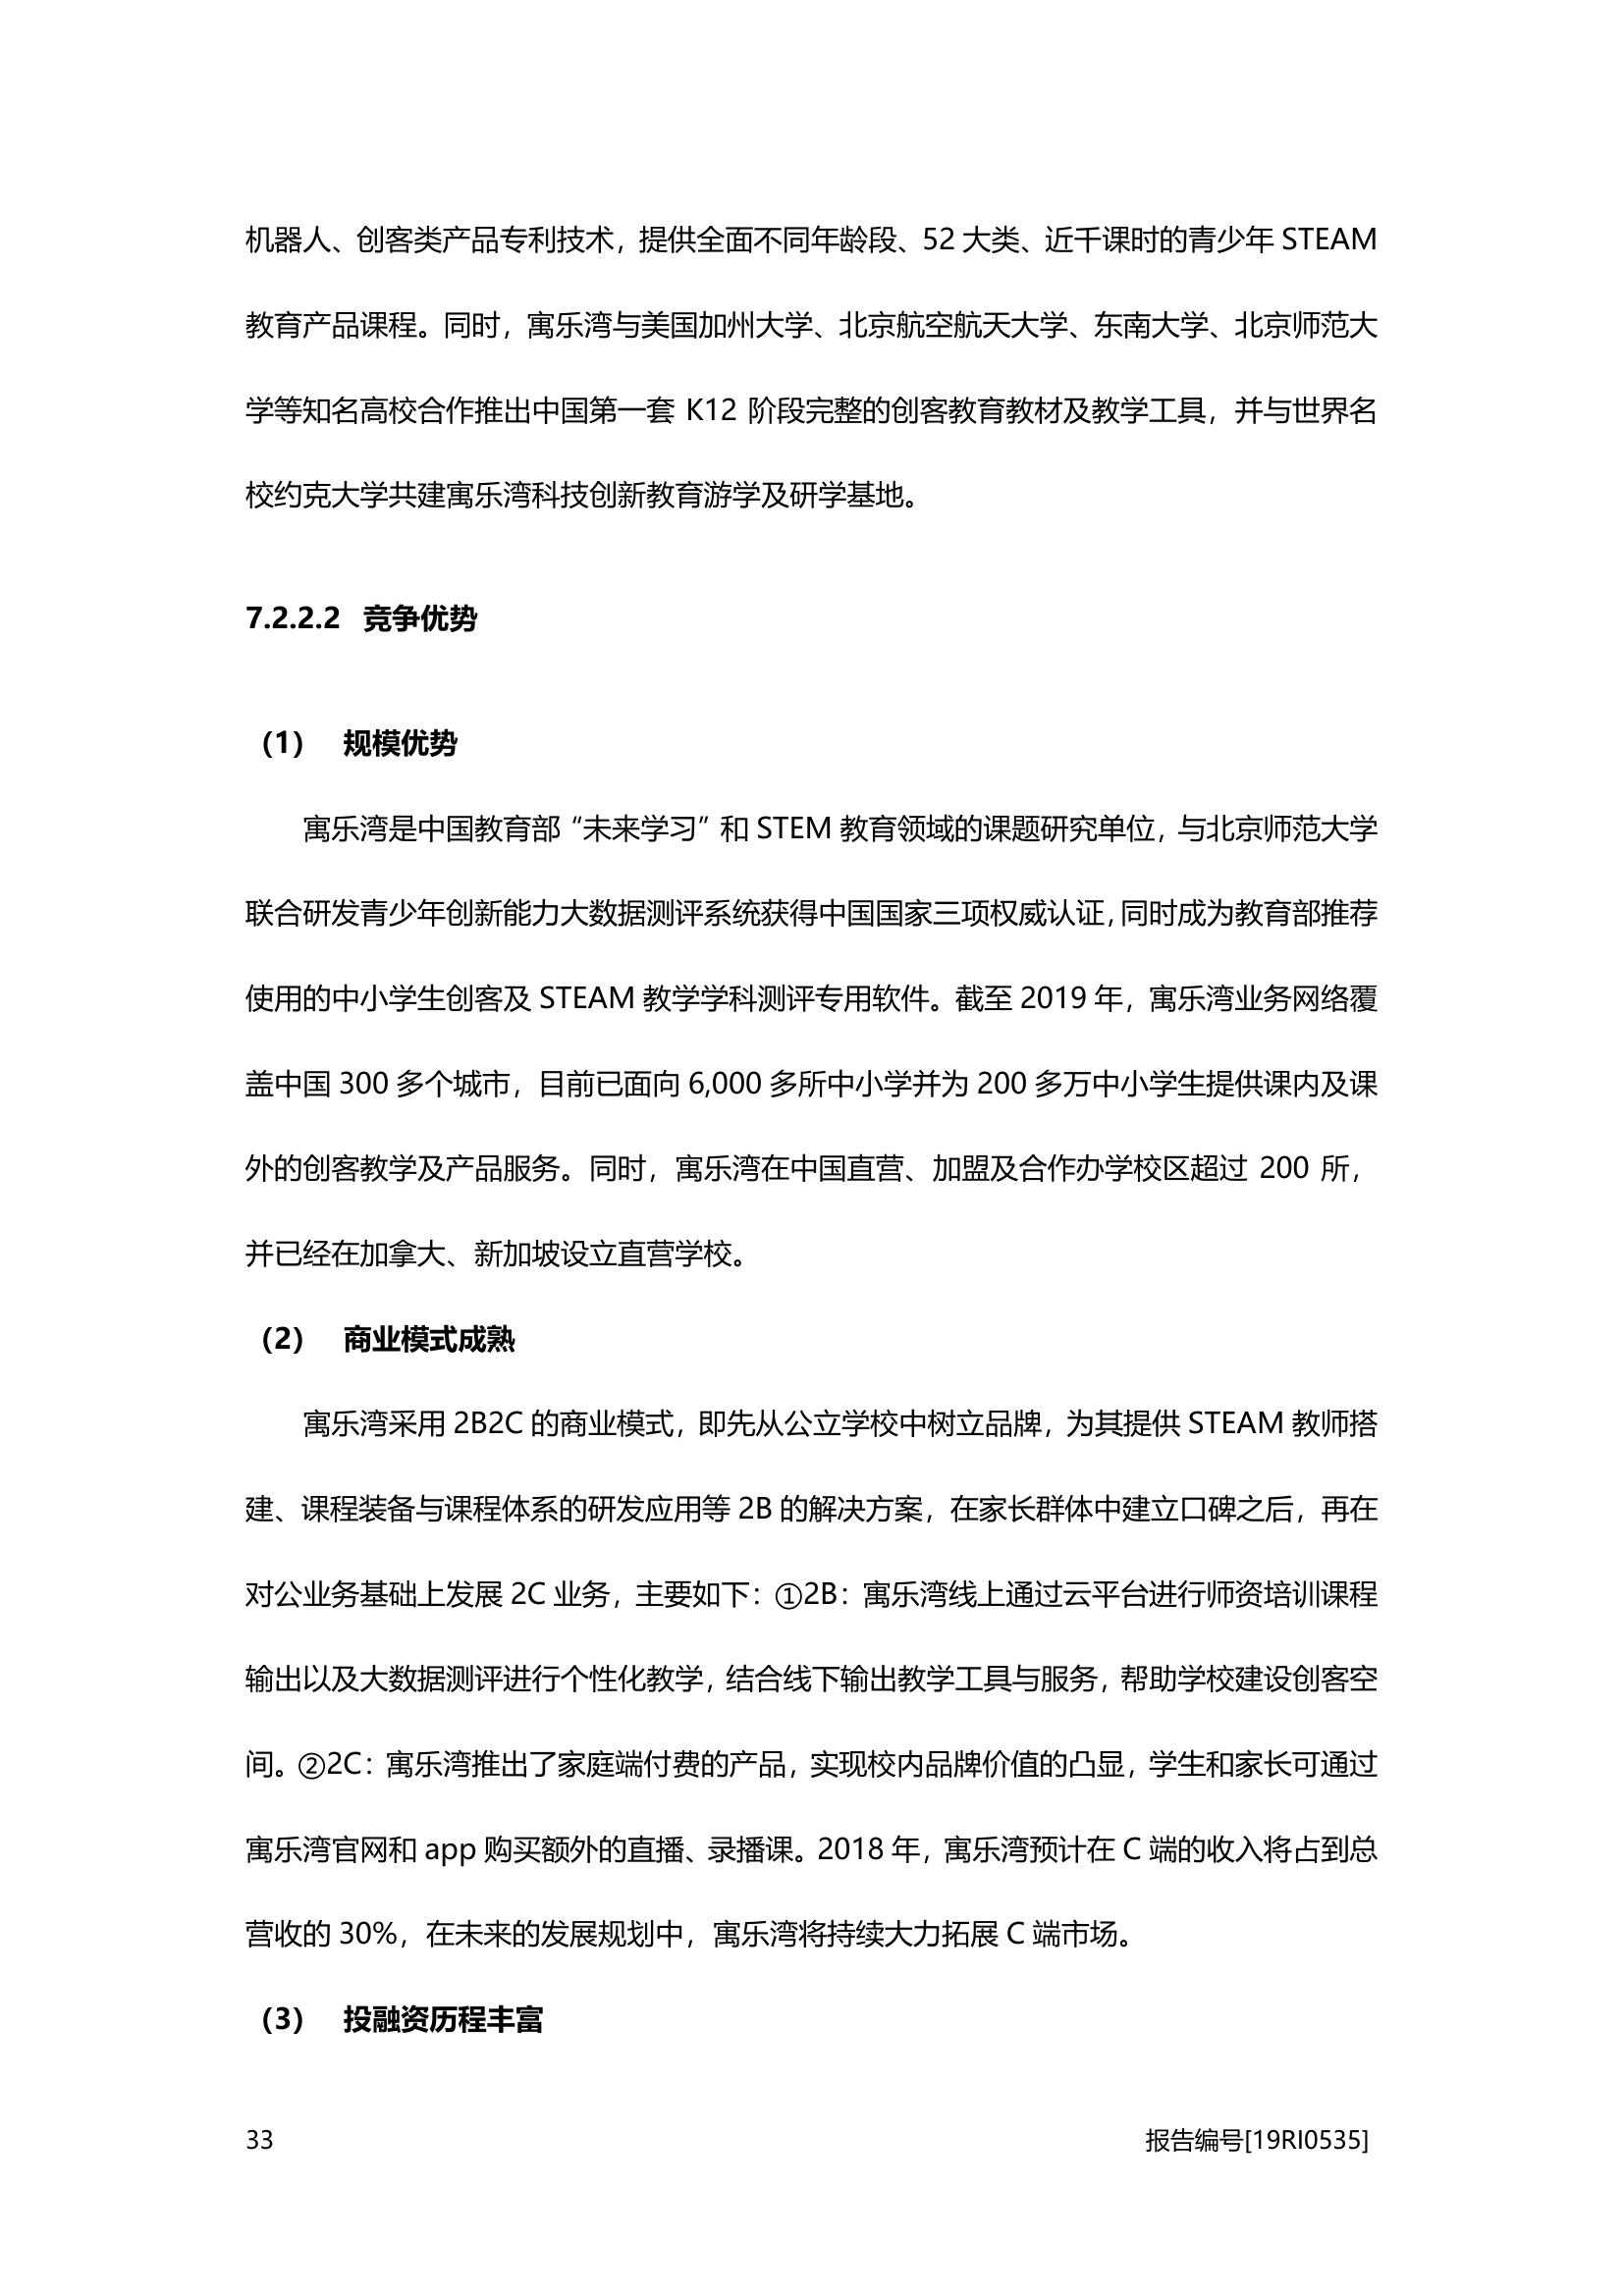 机器人、创客类产品专利技术，提供全面不同年龄段、52 大类、近千课时的青少年 STEAM
教育产品课程。同时，寓乐湾与美国加州大学、北京航空航天大学、东南大学、北京师范大
学等知名高校合作推出中国第一套 K12 阶段完整的创客教育教材及教学工具，并与世界名
校约克大学共建寓乐湾科技创新教育游学及研学基地。
7.2.2.2 竞争优势
（1） 规模优势
寓乐湾是中国教育部“未来学习”和 STEM 教育领域的课题研究单位，与北京师范大学
联合研发青少年创新能力大数据测评系统获得中国国家三项权威认证，同时成为教育部推荐
使用的中小学生创客及 STEAM 教学学科测评专用软件。截至 2019 年，寓乐湾业务网络覆
盖中国 300 多个城市，目前已面向 6,000 多所中小学并为 200 多万中小学生提供课内及课
外的创客教学及产品服务。同时，寓乐湾在中国直营、加盟及合作办学校区超过 200 所，
并已经在加拿大、新加坡设立直营学校。
（2） 商业模式成熟
寓乐湾采用 2B2C 的商业模式，即先从公立学校中树立品牌，为其提供 STEAM 教师搭
建、课程装备与课程体系的研发应用等 2B 的解决方案，在家长群体中建立口碑之后，再在
对公业务基础上发展 2C 业务，主要如下：①2B：寓乐湾线上通过云平台进行师资培训课程
输出以及大数据测评进行个性化教学，结合线下输出教学工具与服务，帮助学校建设创客空
间。②2C：寓乐湾推出了家庭端付费的产品，实现校内品牌价值的凸显，学生和家长可通过
寓乐湾官网和 app 购买额外的直播、录播课。2018 年，寓乐湾预计在 C 端的收入将占到总
营收的 30%，在未来的发展规划中，寓乐湾将持续大力拓展 C 端市场。
（3） 投融资历程丰富
33 报告编号[19RI0535]